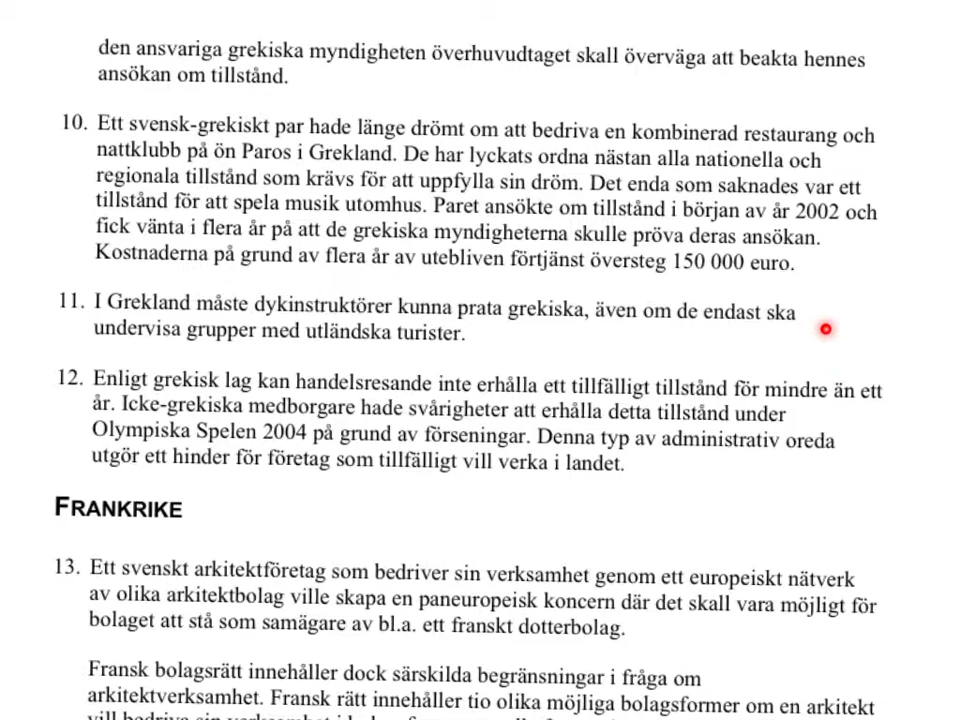 den ansvariga grekiska myndigheten överhuvudtaget skall överväga att beakta hennes
ansökan om tillstånd.
10. Ett svensk-grekiskt par hade länge drömt om att bedriva en kombinerad restaurang och
nattklubb på ön Paros i Grekland. De har lyckats ordna nästan alla nationella och
regionala tillstånd som krävs för att uppfylla sin dröm. Det enda som saknades var ett
tillstånd för att spela musik utomhus. Paret ansökte om tillstånd i början av år 2002 och
fick vänta i flera år på att de grekiska myndigheterna skulle pröva deras ansökan.
Kostnaderna på grund av flera år av utebliven förtjänst översteg 150 000 euro.
11. I Grekland måste dykinstruktörer kunna prata grekiska, även om de endast ska
undervisa grupper med utländska turister.
12. Enligt grekisk lag kan handelsresande inte erhålla ett tillfälligt tillstånd för mindre än ett
år. Icke-grekiska medborgare hade svårigheter att erhålla detta tillstånd under
Olympiska Spelen 2004 på grund av förseningar. Denna typ av administrativ oreda
utgör ett hinder för företag som tillfälligt vill verka i landet.
FRANKRIKE
13. Ett svenskt arkitektföretag som bedriver sin verksamhet genom ett europeiskt nätverk
av olika arkitektbolag ville skapa en paneuropeisk koncern där det skall vara möjligt för
bolaget att stå som samägare av bl.a. ett franskt dotterbolag.
Fransk bolagsrätt innehåller dock särskilda begränsningar i fråga om
arkitektverksamhet. Fransk rätt innehåller tio olika möjliga bolagsformer om en arkitekt
vill bedriva sin verksamhet i